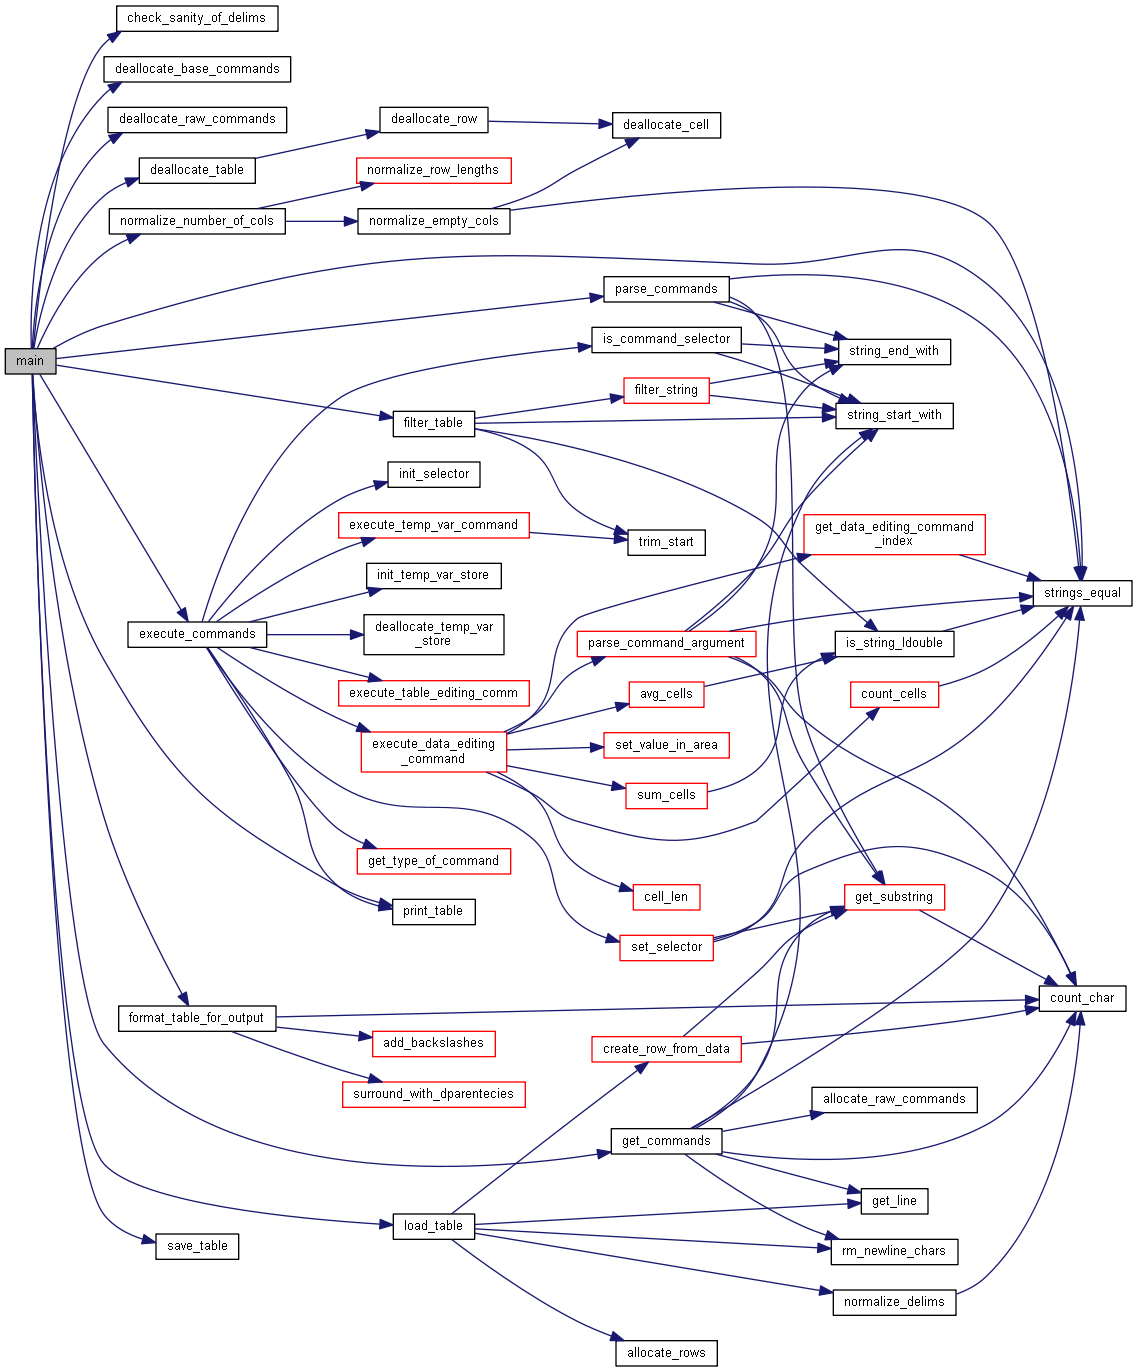 check_sanity_of_delims
deallocate_base_commands
deallocate_raw_commands
deallocate_row
deallocate_cell
deallocate_table
normalize_row_lengths
normalize_number_of_cols
normalize_empty_cols
parse_commands
is_command_selector
string_end_with
main
filter_string
string_start_with
filter_table
init_selector
execute_temp_var_command
get_data_editing_command
_index
trim_start
init_temp_var_store
strings_equal
execute_commands
deallocate_temp_var
_store
parse_command_argument
is_string_ldouble
execute_table_editing_comm
avg_cells
count_cells
execute_data_editing
_command
set_value_in_area
sum_cells
get_type_of_command
cell_len
get_substring
print_table
set_selector
count_char
format_table_for_output
add_backslashes
create_row_from_data
surround_with_dparentecies
allocate_raw_commands
get_commands
get_line
load_table
save_table
rm_newline_chars
normalize_delims
allocate_rows